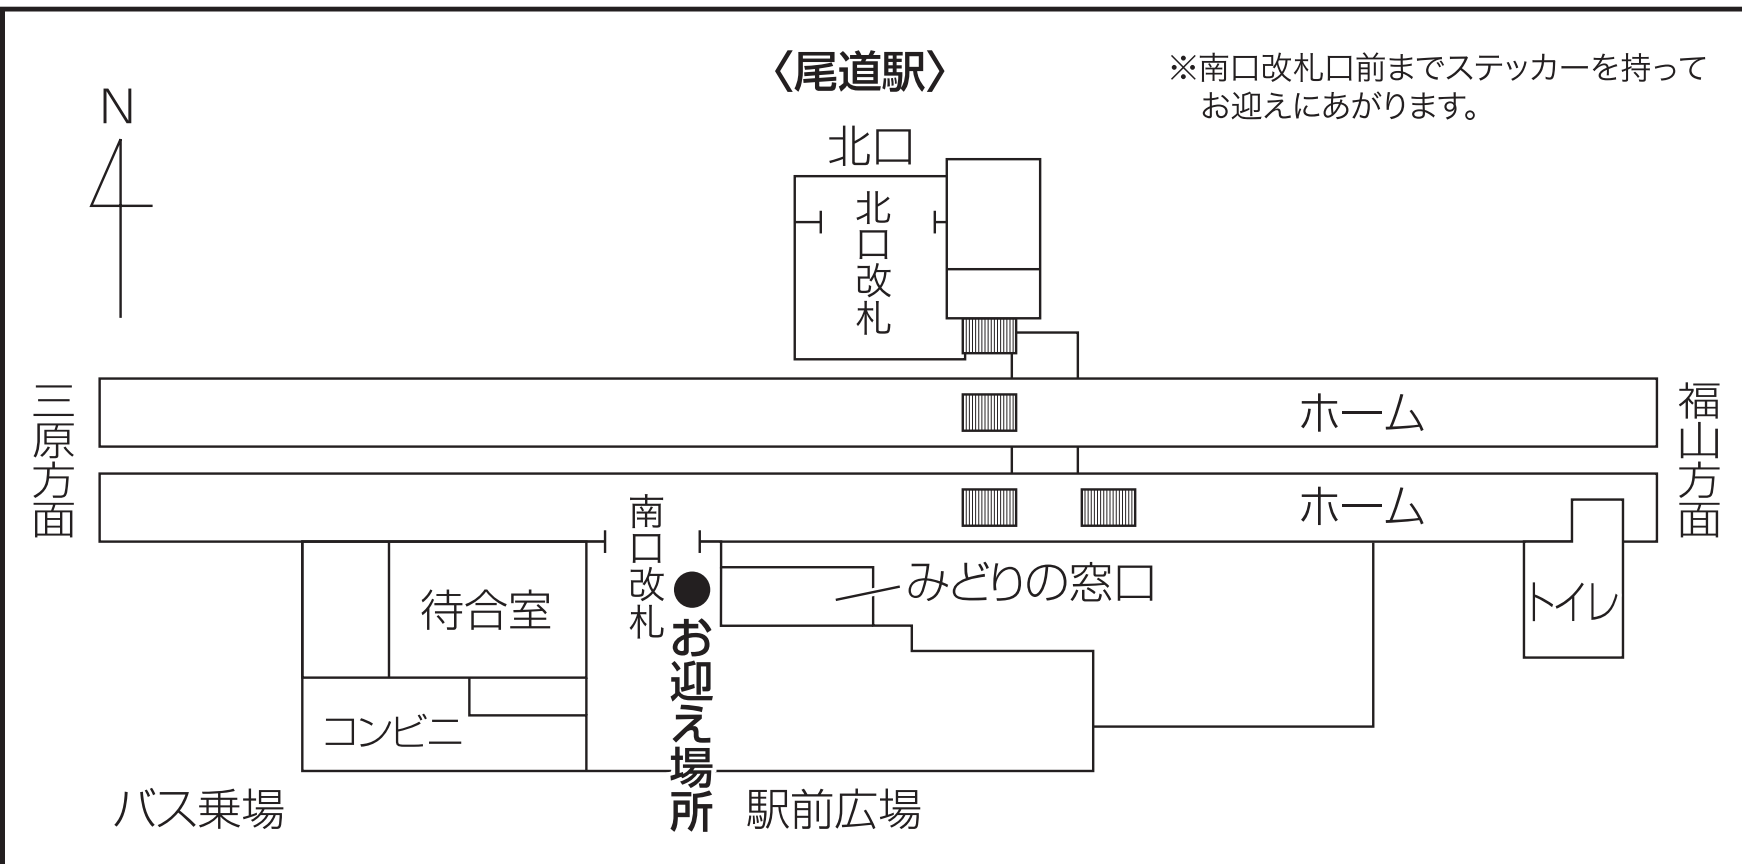 〈尾道駅〉
※南口改札口前までステッカーを持って
お迎えにあがります。
N
北口
北口改札
三原方面
福山方面
ホーム
ホーム
南口改札
みどりの窓口
トイレ
待合室
コンビニ
●お迎え場所
バス乗場
駅前広場